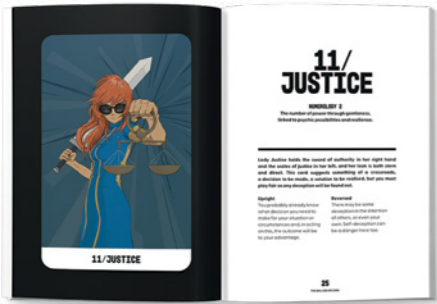 11/JUSTICE
11/
JUSTICE
NUMEROLOGY 2
The number of power through gentleness,
linked to psychic possibilities and resilience.
Lady Justice holds the sword of authority in her right hand
and the scales of justice in her left, and her look is both stern
and direct. This card suggests something of a crossroads,
a decision to be made, a solution to be realised, but you must
play fair as any deception will be found out.
Upright
You probably already know
what decision you need to
make for your situation or
circumstances and, in acting
on this, the outcome will be
to your advantage.
Reversed
There may be some
deception in the intention
of others, or even your
own. Self-deception can
be a danger here too.
25